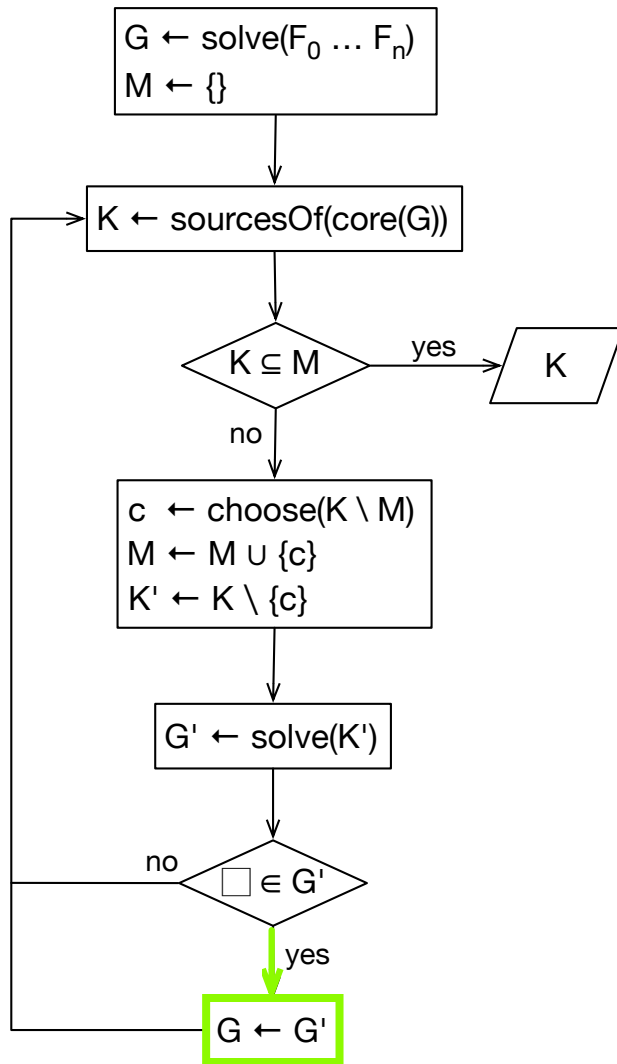 G ← solve(F₀ … Fₙ)
M ← {}
K ← sourcesOf(core(G))
K ⊆ M
yes
K
no
c ← choose(K \ M)
M ← M ∪ {c}
K' ← K \ {c}
G' ← solve(K')
no
□ ∈ G'
yes
G ← G'